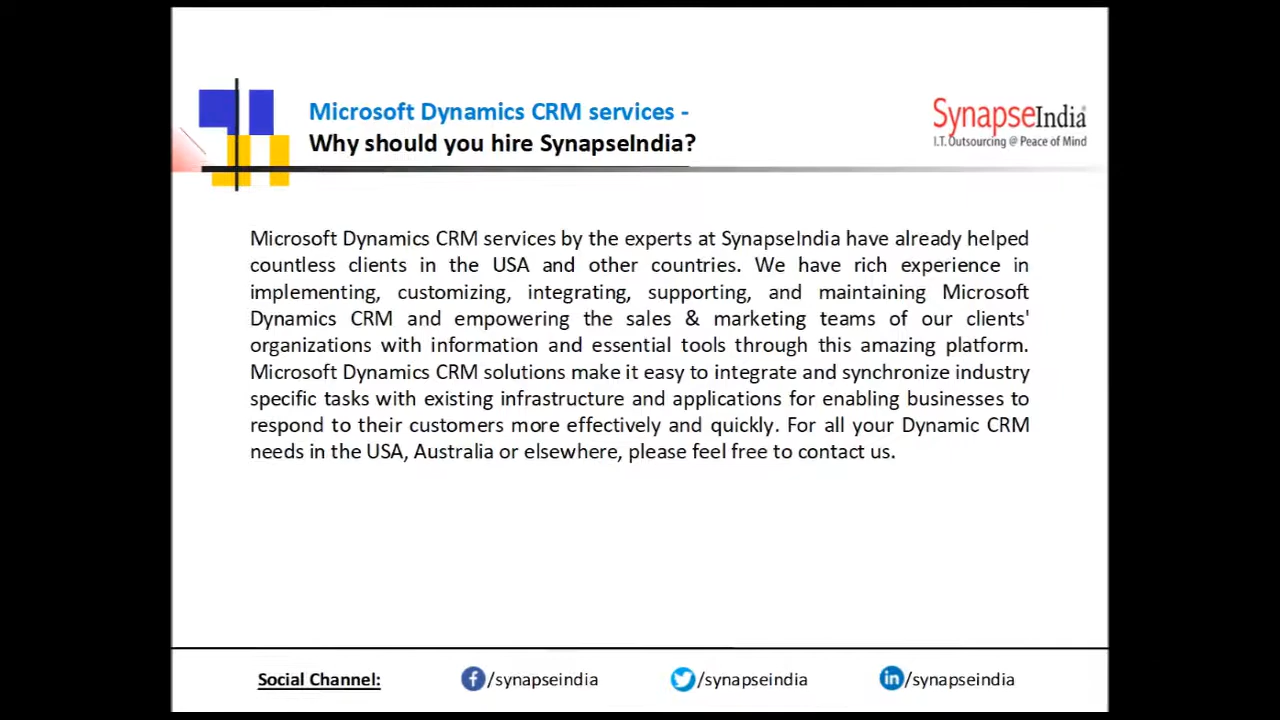 Microsoft Dynamics CRM services -
Why should you hire SynapseIndia?
SynapseIndia
I.T. Outsourcing @ Peace of Mind
Microsoft Dynamics CRM services by the experts at SynapseIndia have already helped
countless clients in the USA and other countries. We have rich experience in
implementing, customizing, integrating, supporting, and maintaining Microsoft
Dynamics CRM and empowering the sales & marketing teams of our clients'
organizations with information and essential tools through this amazing platform.
Microsoft Dynamics CRM solutions make it easy to integrate and synchronize industry
specific tasks with existing infrastructure and applications for enabling businesses to
respond to their customers more effectively and quickly. For all your Dynamic CRM
needs in the USA, Australia or elsewhere, please feel free to contact us.
Social Channel: /synapseindia /synapseindia /synapseindia